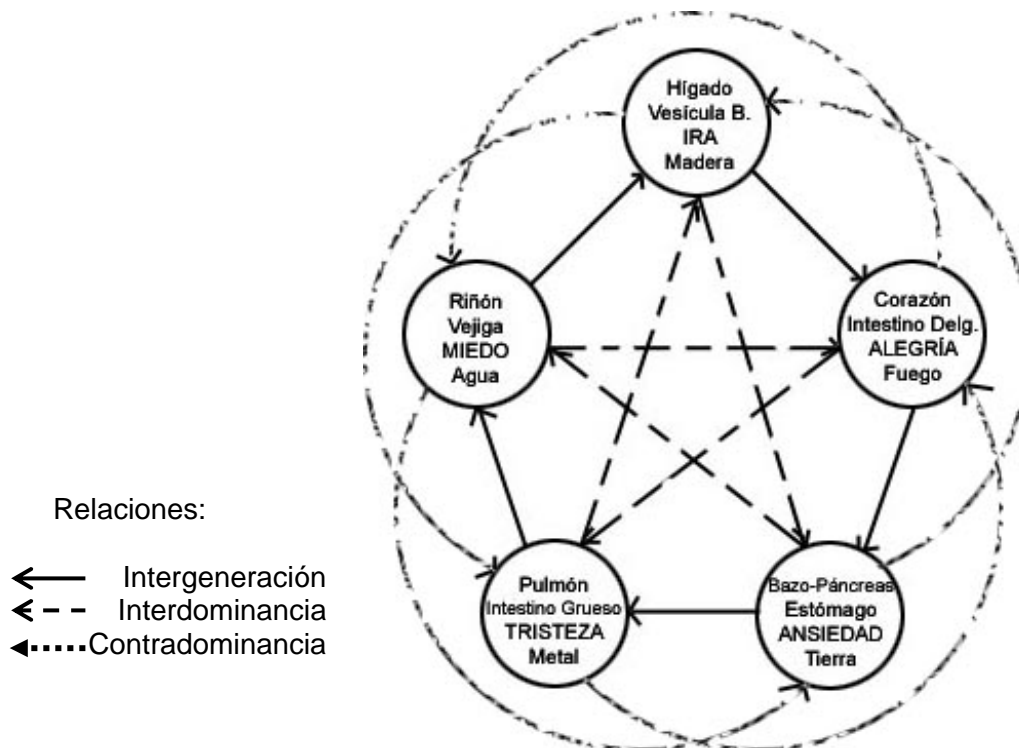 Hígado
Vesícula B.
IRA
Madera
Riñón
Vejiga
MIEDO
Agua
Corazón
Intestino Delg.
ALEGRÍA
Fuego
Relaciones:
Intergeneración
Interdominancia
Contradominancia
Pulmón
Intestino Grueso
TRISTEZA
Metal
Bazo-Páncreas
Estómago
ANSIEDAD
Tierra